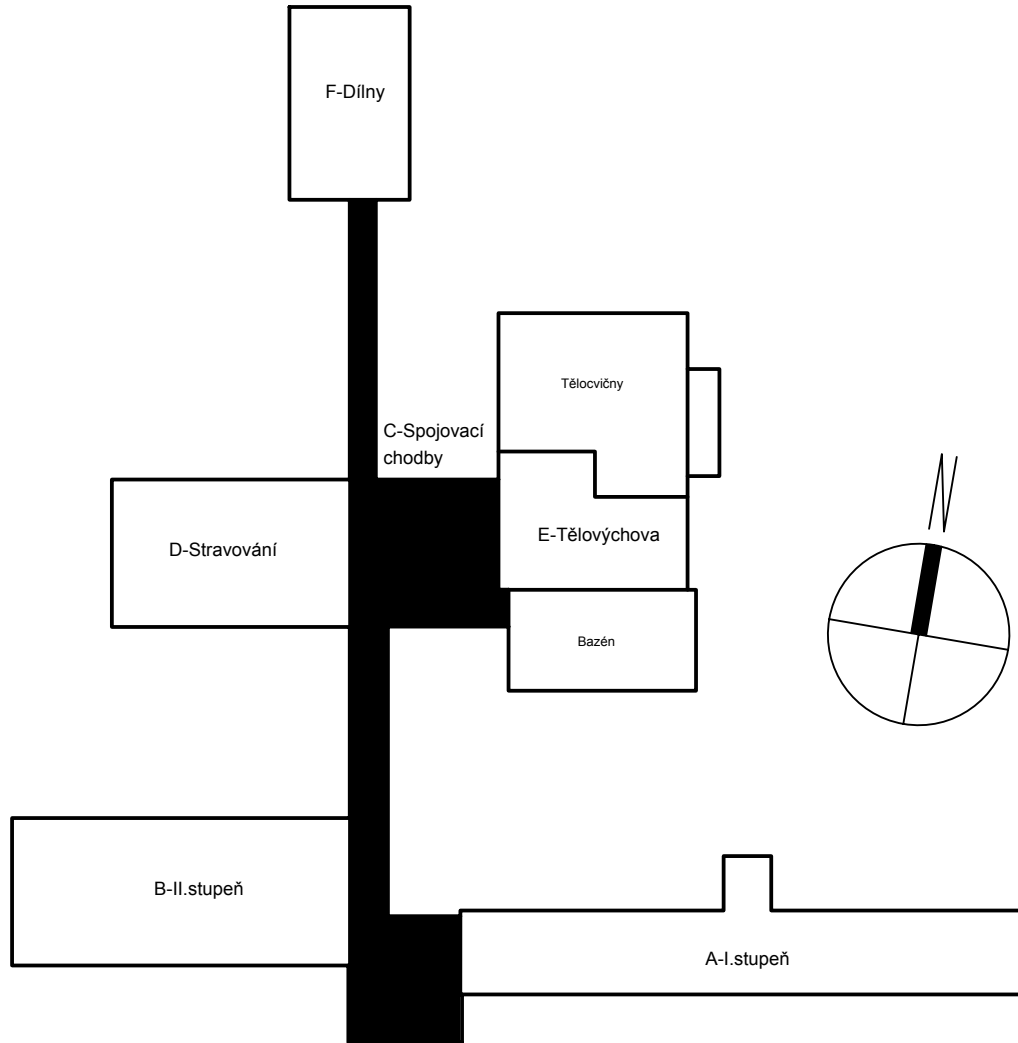 F-Dílny
Tělocvičny
C-Spojovací
chodby
E-Tělovýchova
D-Stravování
Bazén
B-II.stupeň
A-I.stupeň